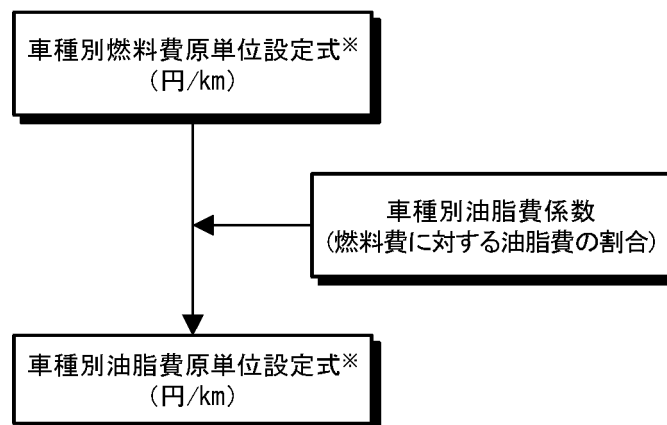 車種別燃料費原単位設定式※
（円/km）
車種別油脂費係数
(燃料費に対する油脂費の割合)
車種別油脂費原単位設定式※
（円/km）